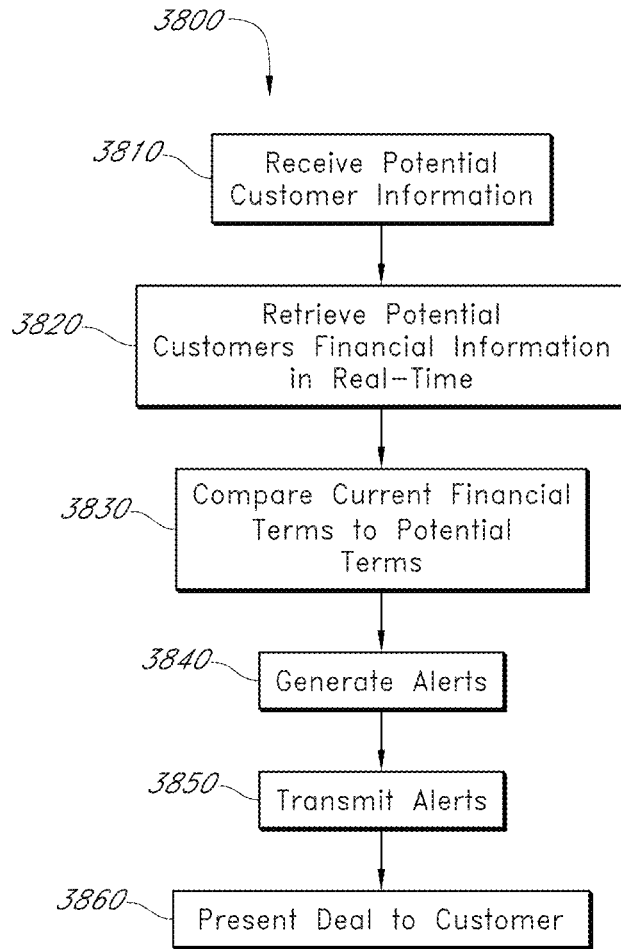 3800
3810
Receive Potential
Customer Information
3820
Retrieve Potential
Customers Financial Information
in Real-Time
3830
Compare Current Financial
Terms to Potential
Terms
3840
Generate Alerts
3850
Transmit Alerts
3860
Present Deal to Customer